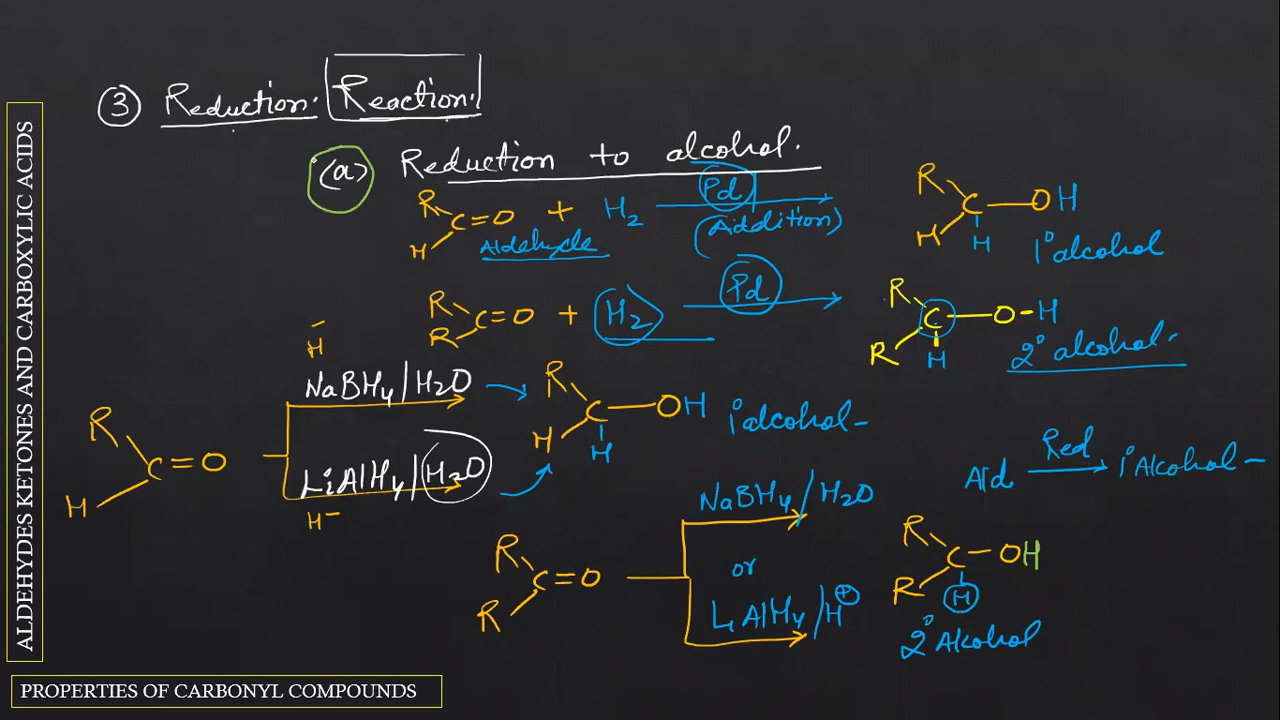 ③ Reduction. Reaction.
(a) Reduction to alcohol.
R H C=O + H2 Pd R H C-OH H
Aldehyde (Addition) 1° alcohol
R R C=O + H2 Pd R R C-O-H H
2° alcohol.
H⁻
NaBH4/H2O R H C-OH H 1° alcohol-
R H C=O
LiAlH4/H2O
H⁻
Ald Red 1° Alcohol-
NaBH4/H2O
R R C=O or R R C-OH H
LiAlH4/H⊕
2° Alcohol
ALDEHYDES KETONES AND CARBOXYLIC ACIDS
PROPERTIES OF CARBONYL COMPOUNDS